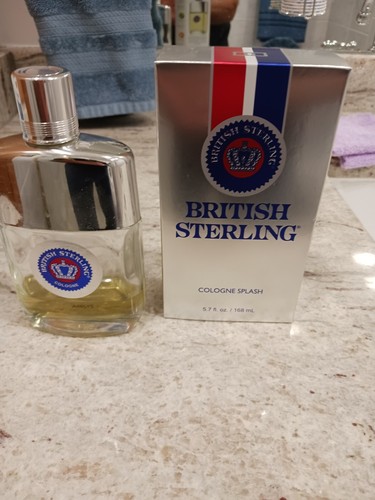 BRITISH STERLING
COLOGNE
BRITISH STERLING
BRITISH
STERLING®
COLOGNE SPLASH
5.7 fl. oz. / 168 mL